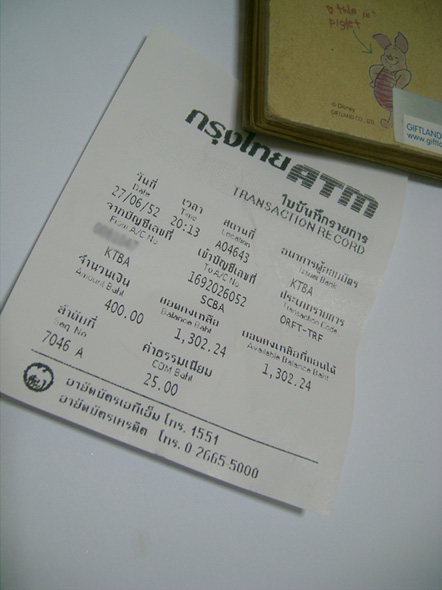 this is
piglet
© Disney
GIFTLAND CO., LTD.
GIFTLAND
กรุงไทย ATM
ใบบันทึกรายการ
TRANSACTION RECORD
วันที่ เวลา สถานที่ ธนาคารผู้ออกบัตร
Date Time Location Issuer Bank
27/06/52 20:13 A04643 KTBA
จากบัญชีเลขที่ เข้าบัญชีเลขที่ ประเภทรายการ
From A/C No To A/C No Transaction Code
1692026052 ORFT-TRF
KTBA SCBA
จำนวนเงิน ยอดคงเหลือ ยอดคงเหลือที่ถอนได้
Amount Baht Balance Baht Available Balance Baht
400.00 1,302.24 1,302.24
ลำดับที่ ค่าธรรมเนียม
Seq No COM Baht
7046 A 25.00
อายัดบัตรเอทีเอ็ม โทร. 1551
อายัดบัตรเครดิต โทร. 0 2665 5000